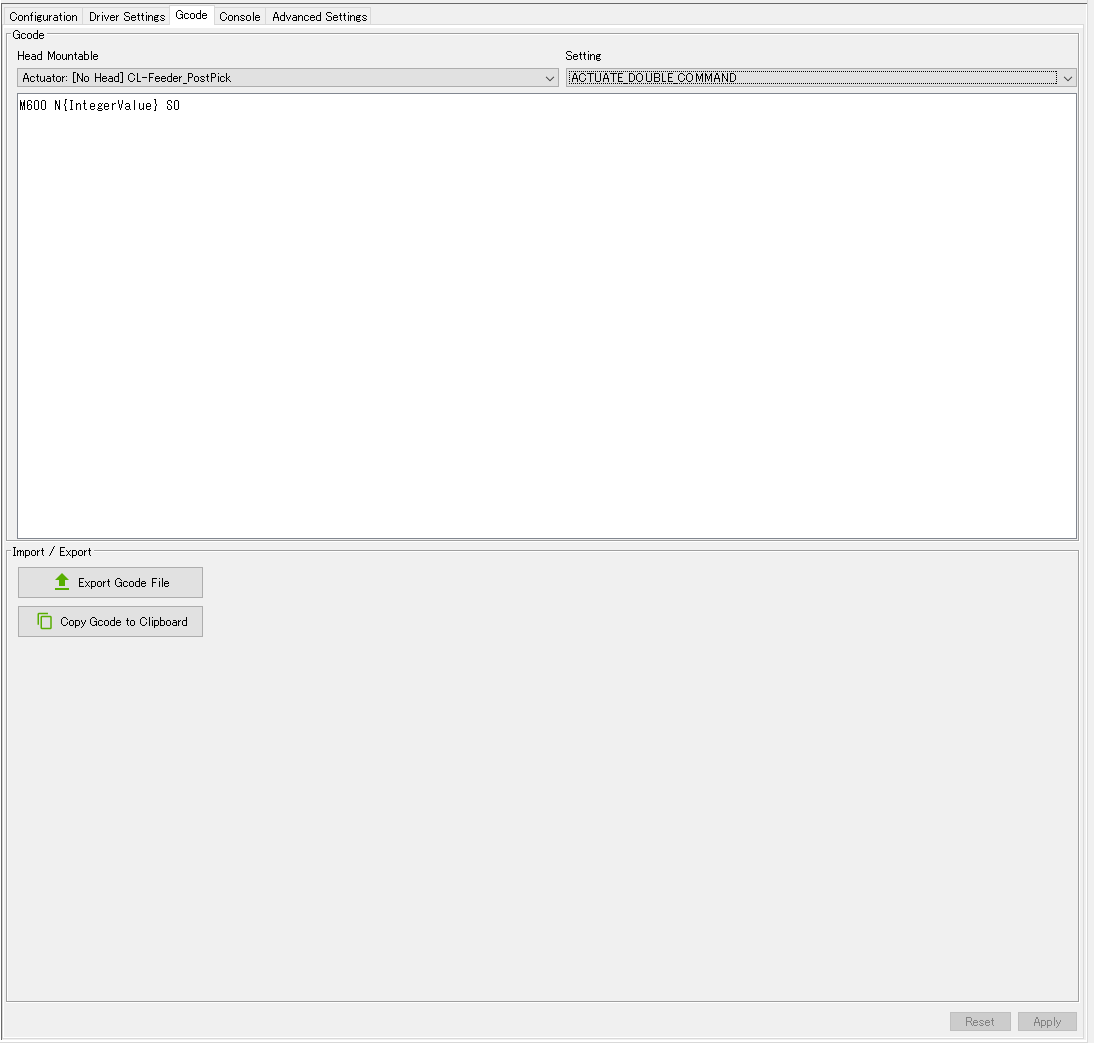 Configuration Driver Settings Gcode Console Advanced Settings
Gcode
Head Mountable Setting
Actuator: [No Head] CL-Feeder_PostPick ACTUATE_DOUBLE_COMMAND
M600 N{IntegerValue} S0
Import / Export
Export Gcode File
Copy Gcode to Clipboard
Reset Apply